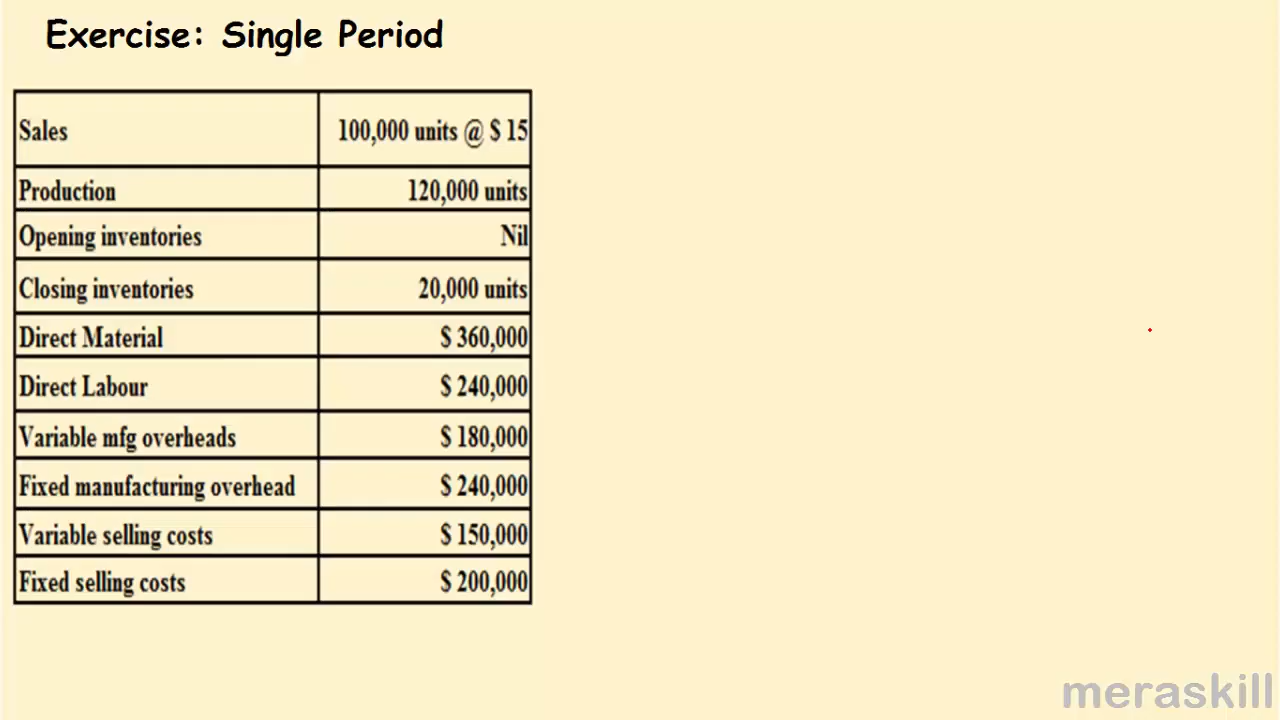 Exercise: Single Period
Sales 100,000 units @ $ 15
Production 120,000 units
Opening inventories Nil
Closing inventories 20,000 units
Direct Material $ 360,000
Direct Labour $ 240,000
Variable mfg overheads $ 180,000
Fixed manufacturing overhead $ 240,000
Variable selling costs $ 150,000
Fixed selling costs $ 200,000
meraskill